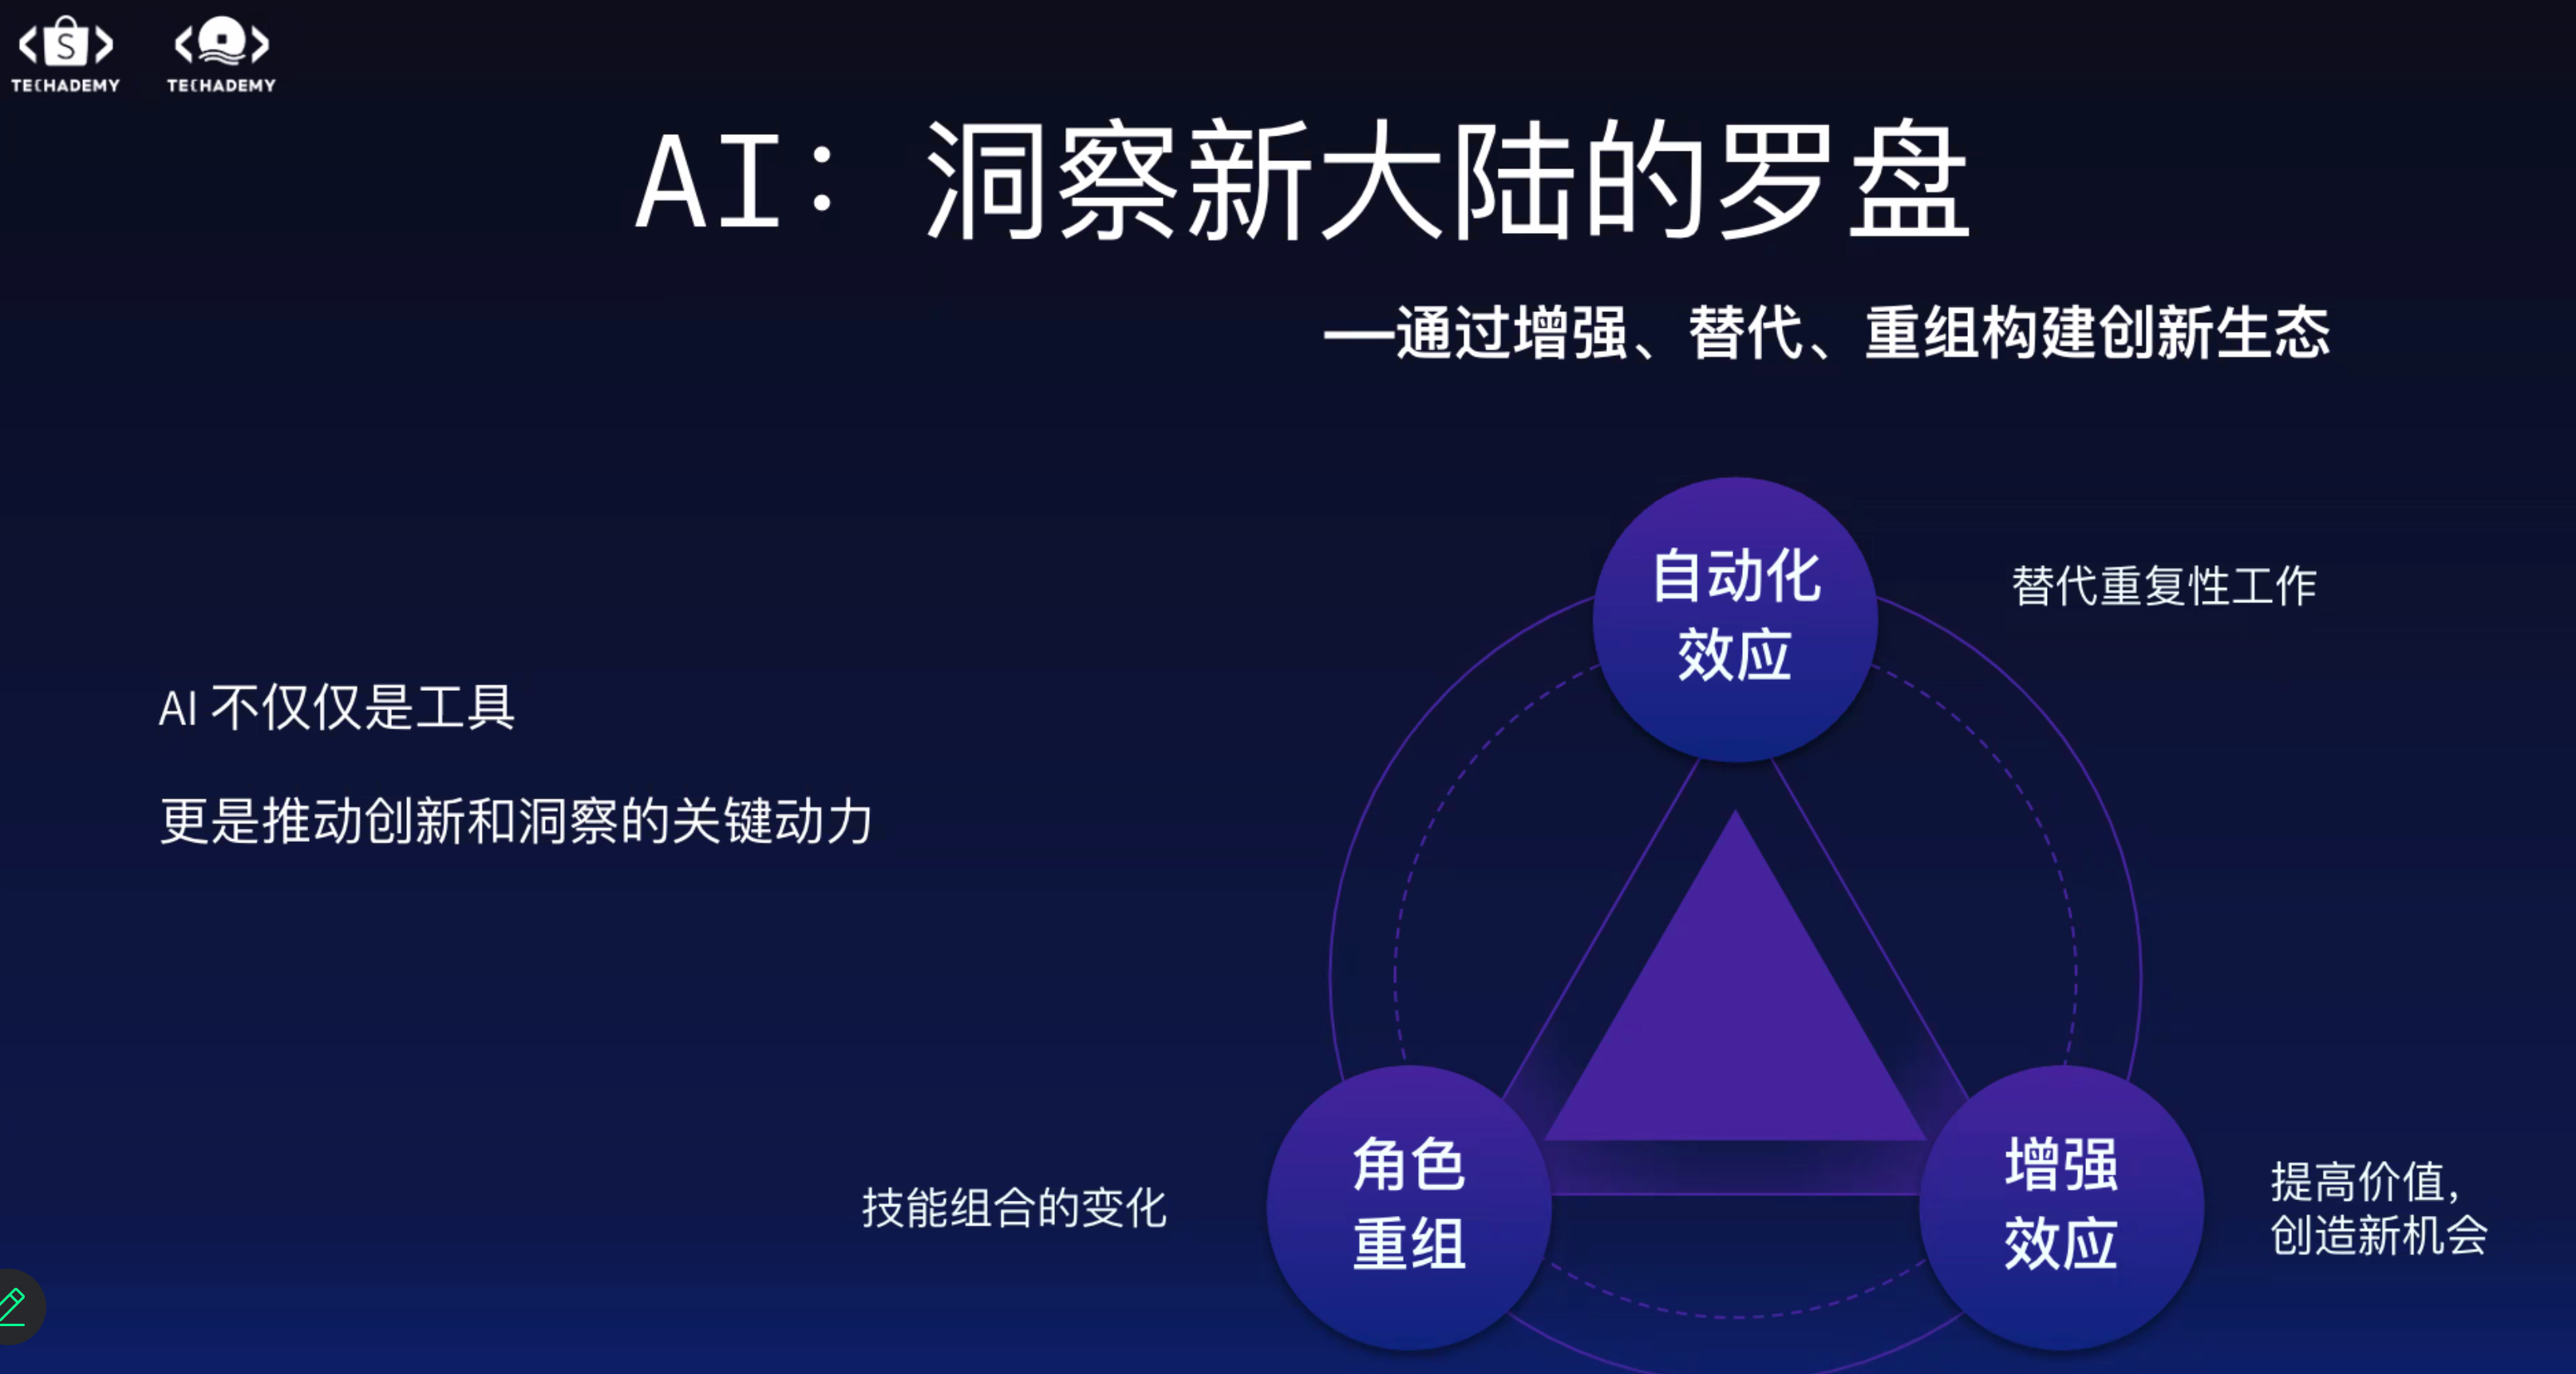 TECHADEMY
TECHADEMY
AI：洞察新大陆的罗盘
—通过增强、替代、重组构建创新生态
AI 不仅仅是工具
更是推动创新和洞察的关键动力
自动化
效应
替代重复性工作
技能组合的变化
角色
重组
增强
效应
提高价值，
创造新机会